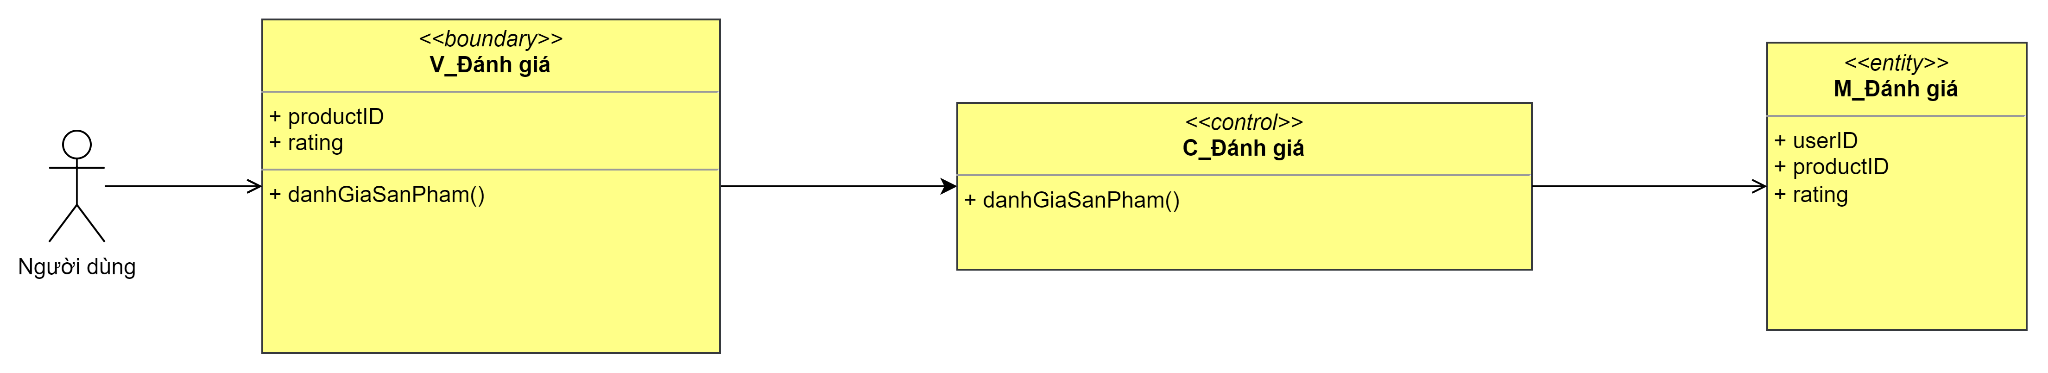 Người dùng
<<boundary>>
V_Đánh giá
+ productID
+ rating
+ danhGiaSanPham()
<<control>>
C_Đánh giá
+ danhGiaSanPham()
<<entity>>
M_Đánh giá
+ userID
+ productID
+ rating